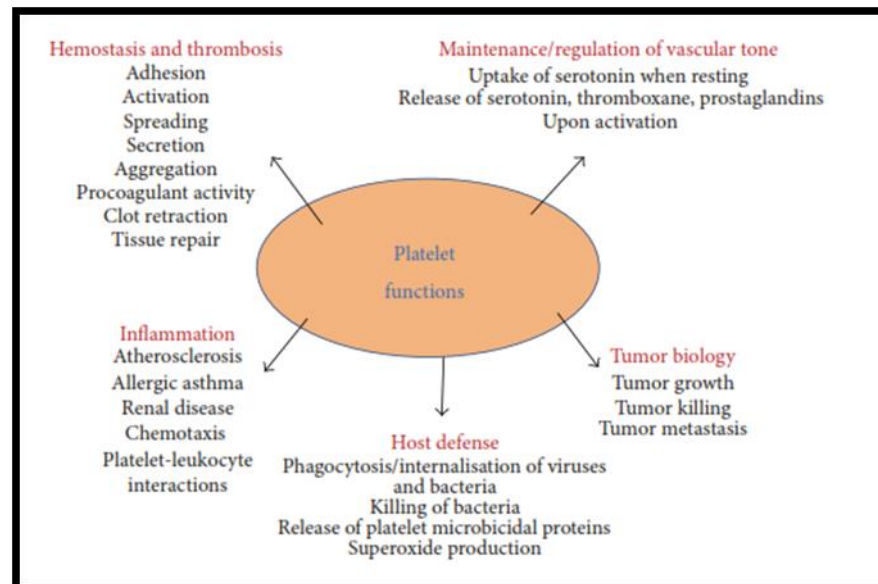 Hemostasis and thrombosis
Adhesion
Activation
Spreading
Secretion
Aggregation
Procoagulant activity
Clot retraction
Tissue repair
Maintenance/regulation of vascular tone
Uptake of serotonin when resting
Release of serotonin, thromboxane, prostaglandins
Upon activation
Platelet
functions
Inflammation
Atherosclerosis
Allergic asthma
Renal disease
Chemotaxis
Platelet-leukocyte
interactions
Host defense
Phagocytosis/internalisation of viruses
and bacteria
Killing of bacteria
Release of platelet microbicidal proteins
Superoxide production
Tumor biology
Tumor growth
Tumor killing
Tumor metastasis